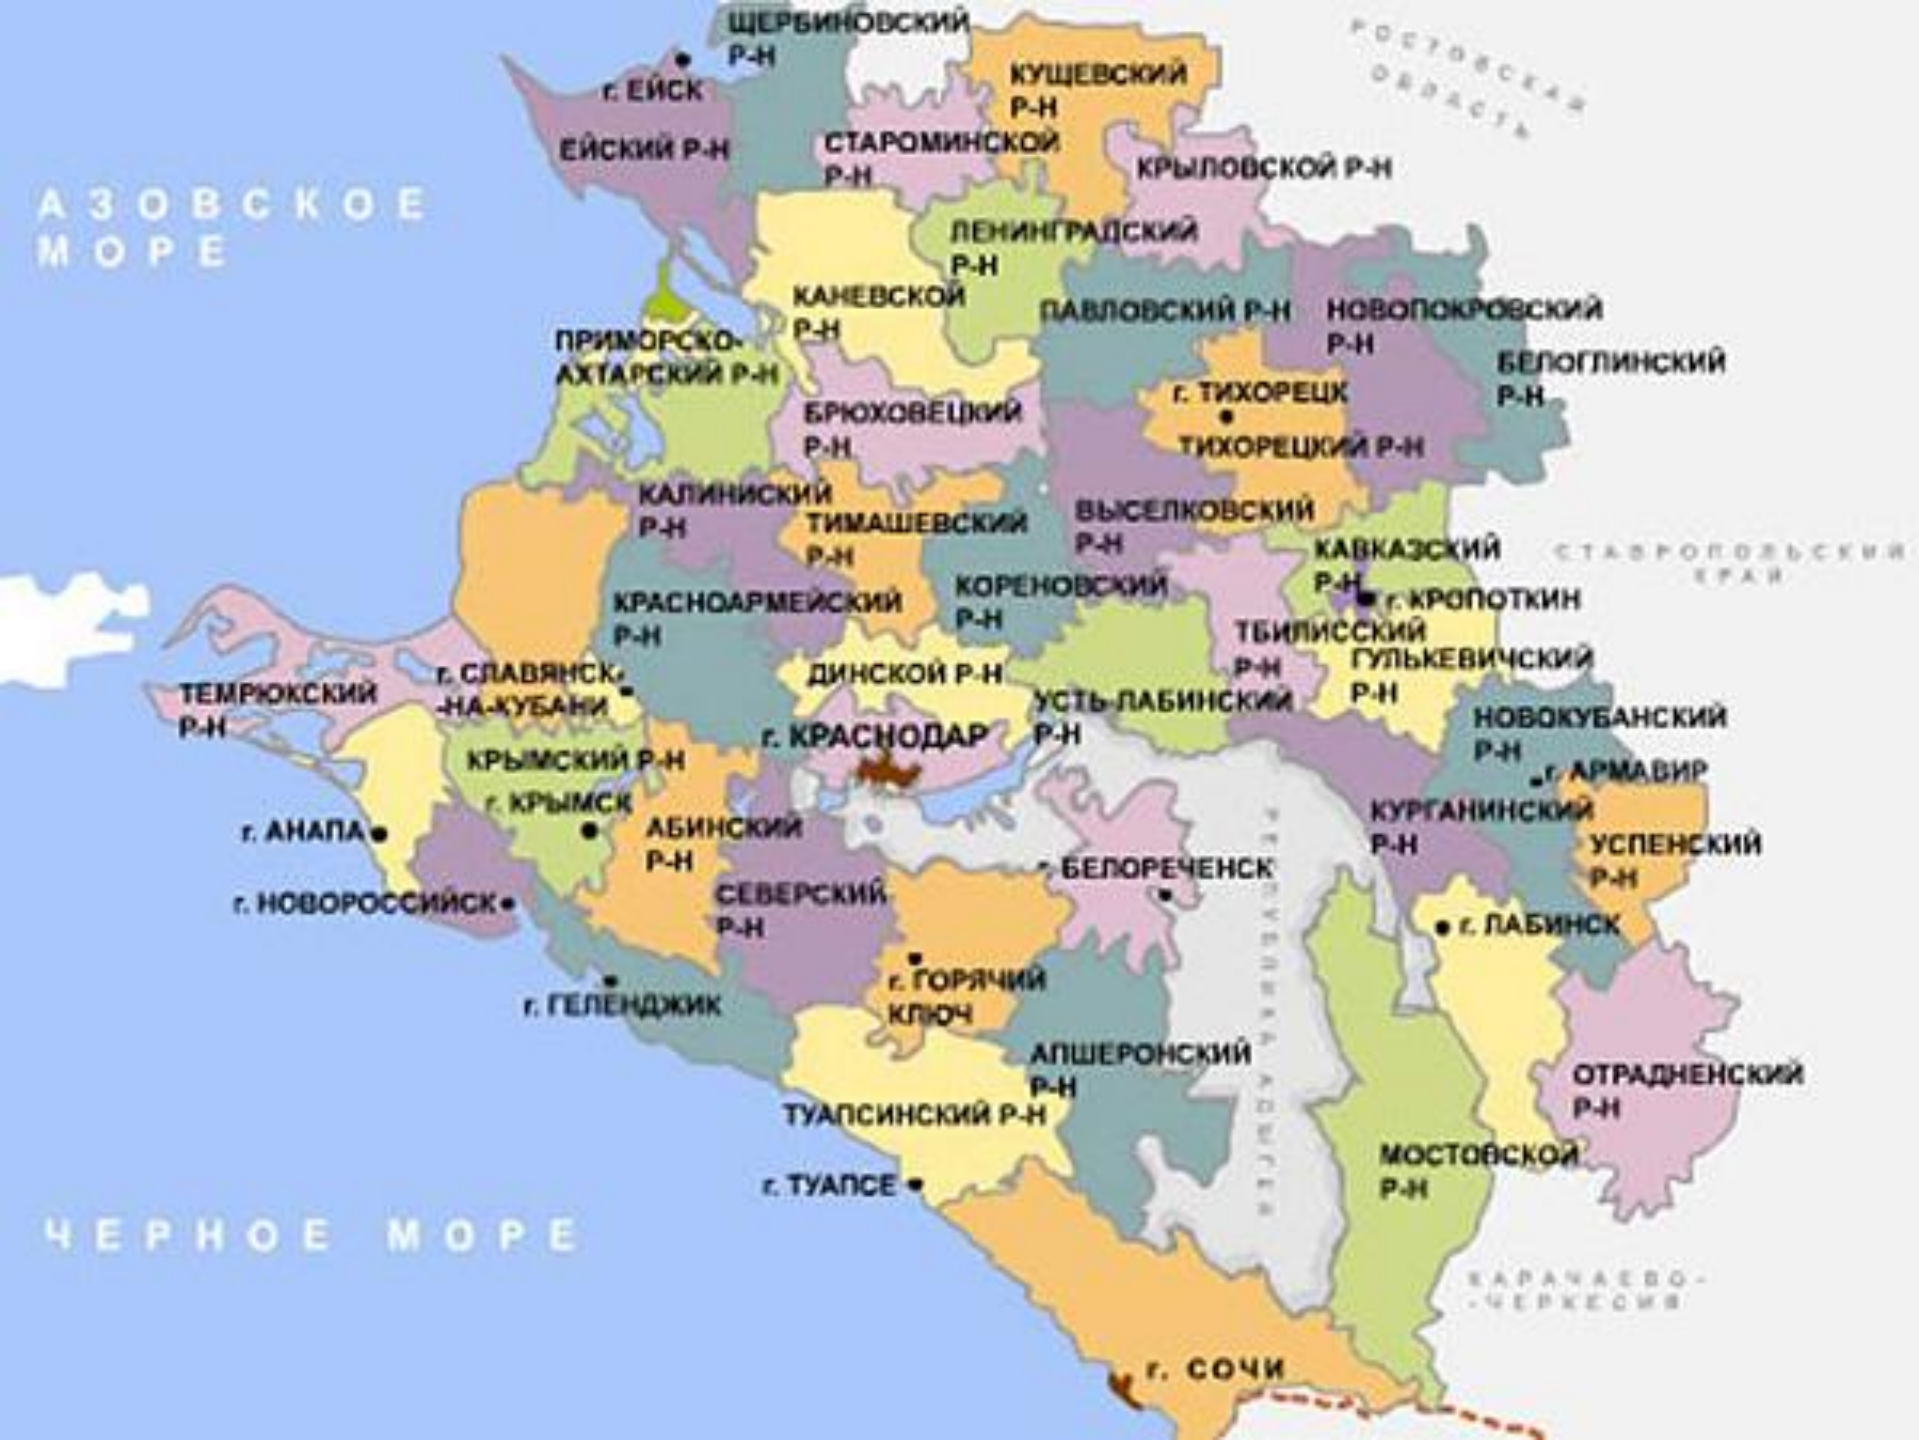 ЩЕРБИНОВСКИЙ
Р-Н
г. ЕЙСК
КУЩЕВСКИЙ
Р-Н
РОСТОВСКАЯ
ОБЛАСТЬ
ЕЙСКИЙ Р-Н
СТАРОМИНСКОЙ
Р-Н
КРЫЛОВСКОЙ Р-Н
АЗОВСКОЕ
МОРЕ
ЛЕНИНГРАДСКИЙ
Р-Н
КАНЕВСКОЙ
Р-Н
ПАВЛОВСКИЙ Р-Н
НОВОПОКРОВСКИЙ
Р-Н
ПРИМОРСКО-
АХТАРСКИЙ Р-Н
БЕЛОГЛИНСКИЙ
Р-Н
г. ТИХОРЕЦК
БРЮХОВЕЦКИЙ
Р-Н
ТИХОРЕЦКИЙ Р-Н
КАЛИНИСКИЙ
Р-Н
ТИМАШЕВСКИЙ
Р-Н
ВЫСЕЛКОВСКИЙ
Р-Н
КАВКАЗСКИЙ
Р-Н
СТАВРОПОЛЬСКИЙ
КРАЙ
г. КРОПОТКИН
КРАСНОАРМЕЙСКИЙ
Р-Н
КОРЕНОВСКИЙ
Р-Н
ТБИЛИССКИЙ
Р-Н
ГУЛЬКЕВИЧСКИЙ
Р-Н
ТЕМРЮКСКИЙ
Р-Н
г. СЛАВЯНСК-
-НА-КУБАНИ
ДИНСКОЙ Р-Н
УСТЬ-ЛАБИНСКИЙ
Р-Н
НОВОКУБАНСКИЙ
Р-Н
г. КРАСНОДАР
КРЫМСКИЙ Р-Н
г. АРМАВИР
г. КРЫМСК
г. АНАПА
АБИНСКИЙ
Р-Н
КУРГАНИНСКИЙ
Р-Н
УСПЕНСКИЙ
Р-Н
г. БЕЛОРЕЧЕНСК
РЕСПУБЛИКА АДЫГЕЯ
г. НОВОРОССИЙСК
СЕВЕРСКИЙ
Р-Н
г. ЛАБИНСК
г. ГОРЯЧИЙ
КЛЮЧ
г. ГЕЛЕНДЖИК
АПШЕРОНСКИЙ
Р-Н
ОТРАДНЕНСКИЙ
Р-Н
ТУАПСИНСКИЙ Р-Н
МОСТОВСКОЙ
Р-Н
г. ТУАПСЕ
ЧЕРНОЕ МОРЕ
КАРАЧАЕВО-
-ЧЕРКЕСИЯ
г. СОЧИ